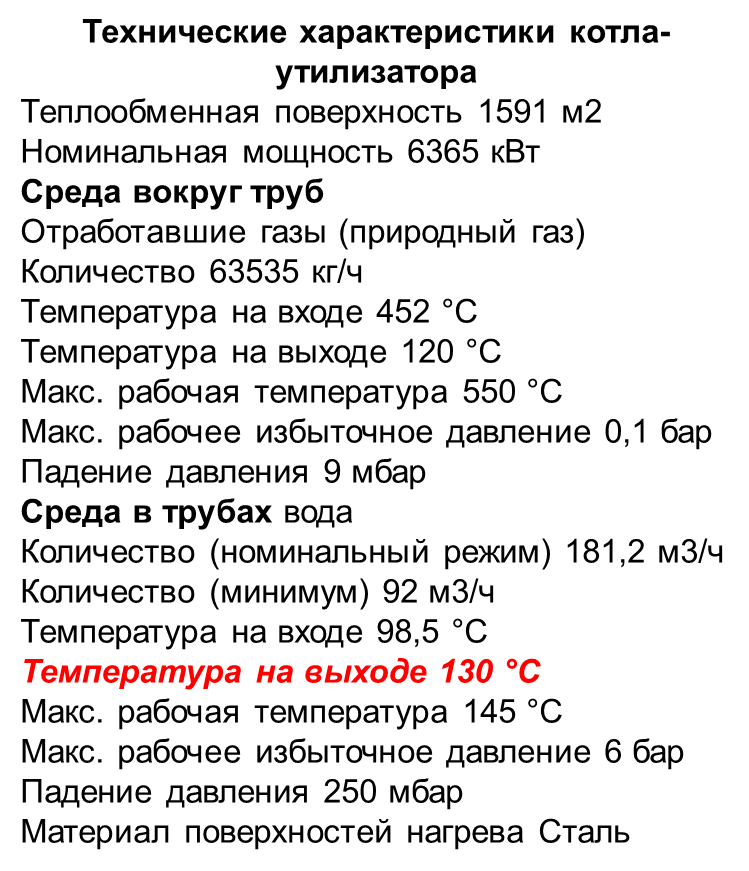 Технические характеристики котла-
утилизатора
Теплообменная поверхность 1591 м2
Номинальная мощность 6365 кВт
Среда вокруг труб
Отработавшие газы (природный газ)
Количество 63535 кг/ч
Температура на входе 452 °С
Температура на выходе 120 °С
Макс. рабочая температура 550 °С
Макс. рабочее избыточное давление 0,1 бар
Падение давления 9 мбар
Среда в трубах вода
Количество (номинальный режим) 181,2 м3/ч
Количество (минимум) 92 м3/ч
Температура на входе 98,5 °С
Температура на выходе 130 °С
Макс. рабочая температура 145 °С
Макс. рабочее избыточное давление 6 бар
Падение давления 250 мбар
Материал поверхностей нагрева Сталь